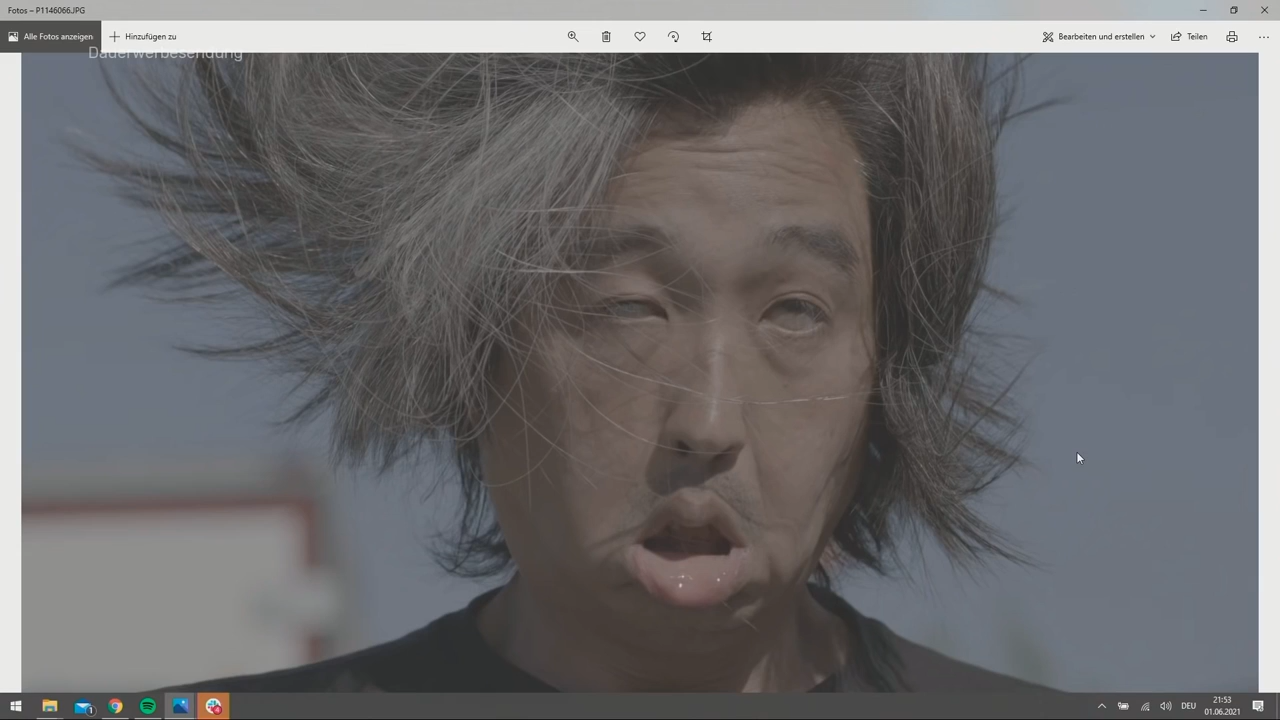 Fotos – P1146066.JPG
Alle Fotos anzeigen
Hinzufügen zu
Bearbeiten und erstellen
Teilen
Dauerwerbesendung
1
DEU
21:53
01.06.2021